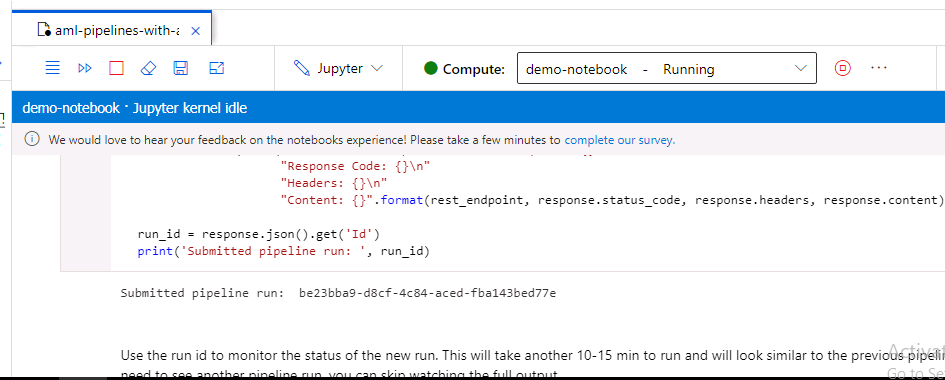 aml-pipelines-with-a
Jupyter
Compute:
demo-notebook - Running
demo-notebook · Jupyter kernel idle
We would love to hear your feedback on the notebooks experience! Please take a few minutes to complete our survey.
"Response Code: {}\n"
"Headers: {}\n"
"Content: {}".format(rest_endpoint, response.status_code, response.headers, response.content)
run_id = response.json().get('Id')
print('Submitted pipeline run: ', run_id)
Submitted pipeline run: be23bba9-d8cf-4c84-aced-fba143bed77e
Use the run id to monitor the status of the new run. This will take another 10-15 min to run and will look similar to the previous pipeli
need to see another pipeline run, you can skip watching the full output.
Activat
Go to Se